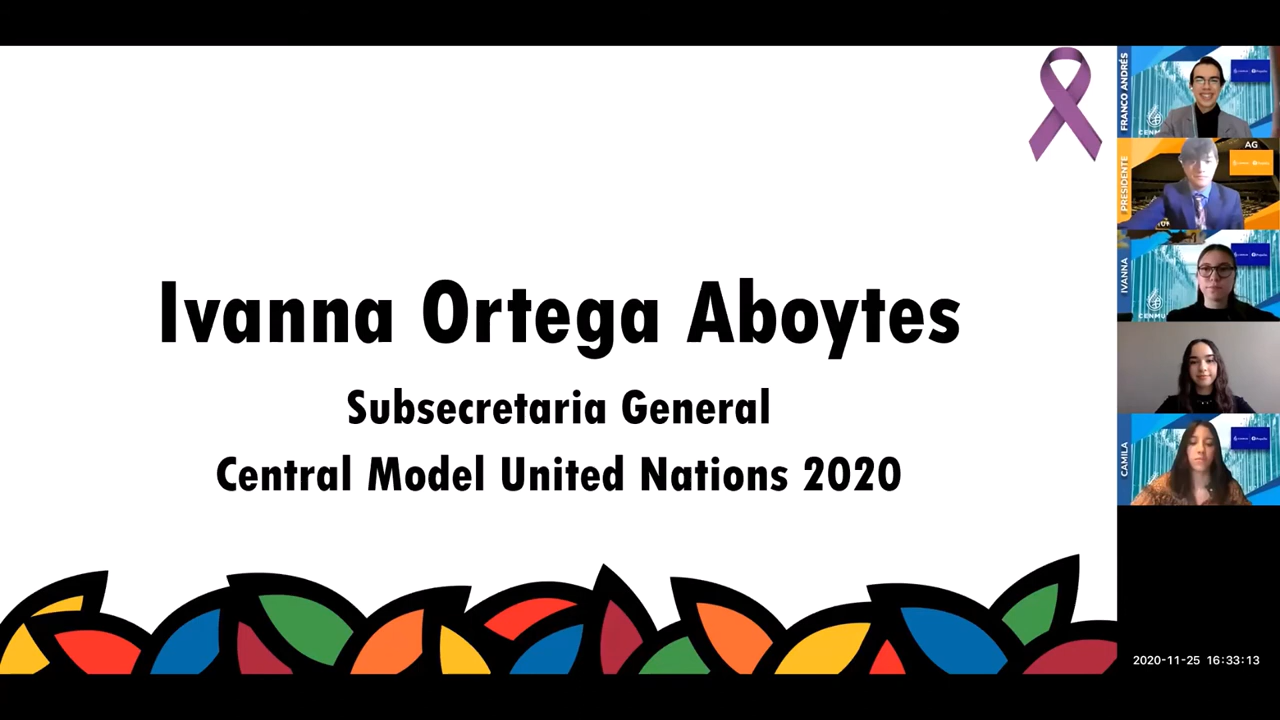 Ivanna Ortega Aboytes
Subsecretaria General
Central Model United Nations 2020
FRANCO ANDRÉS
PRESIDENTE
AG
IVANNA
CAMILA
2020-11-25 16:33:13